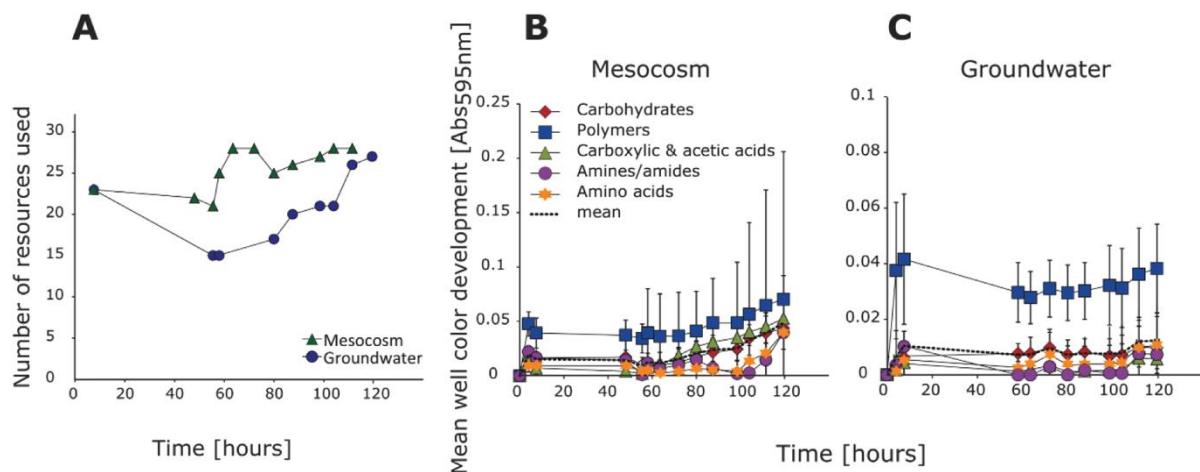 A
Number of resources used
30
25
20
15
10
5
0
Mesocosm
Groundwater
0 20 40 60 80 100 120
Time [hours]
B
Mesocosm
Mean well color development [Abs595nm]
0.25
0.2
0.15
0.1
0.05
0
Carbohydrates
Polymers
Carboxylic & acetic acids
Amines/amides
Amino acids
mean
0 20 40 60 80 100 120
C
Groundwater
0.1
0.08
0.06
0.04
0.02
0
0 20 40 60 80 100 120
Time [hours]